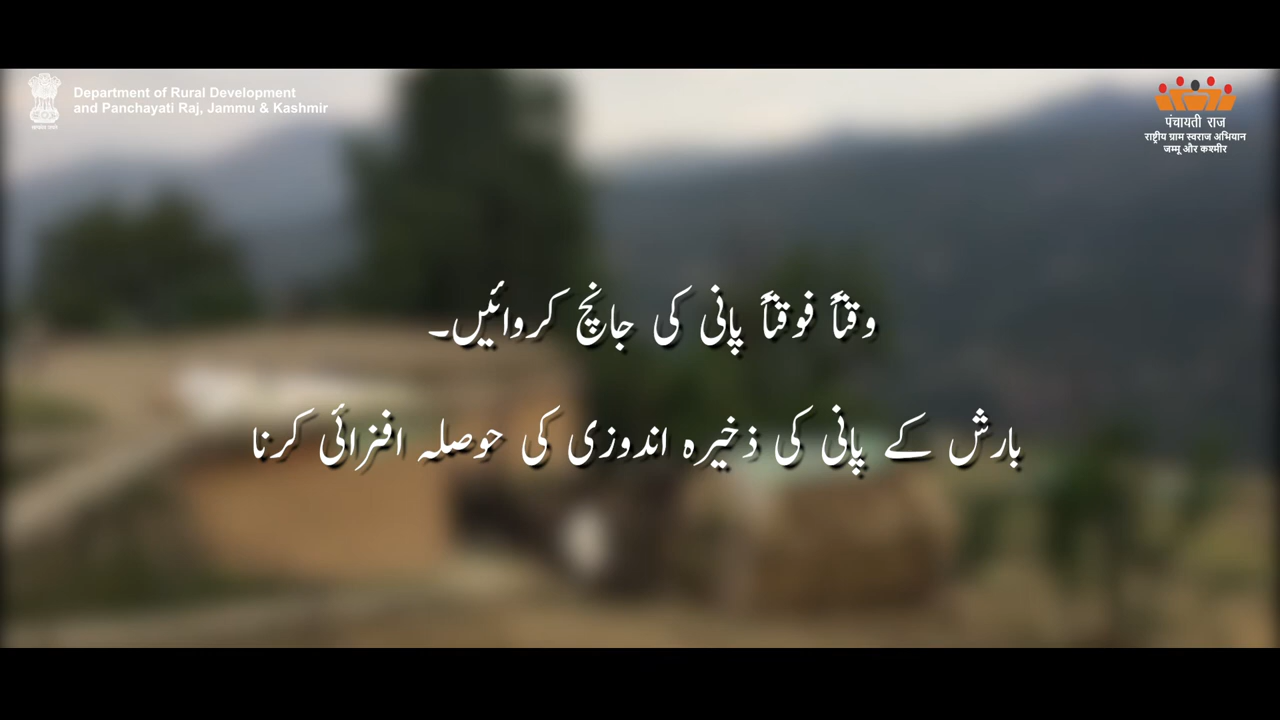 Department of Rural Development
and Panchayati Raj, Jammu & Kashmir
पंचायती राज
राष्ट्रीय ग्राम स्वराज अभियान
जम्मू और कश्मीर
وقتاً فوقتاً پانی کی جانچ کروائیں۔
بارش کے پانی کی ذخیرہ اندوزی کی حوصلہ افزائی کرنا